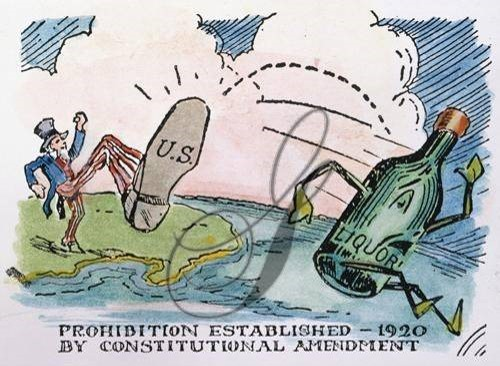 U.S.
LIQUOR
PROHIBITION ESTABLISHED - 1920
BY CONSTITUTIONAL AMENDMENT